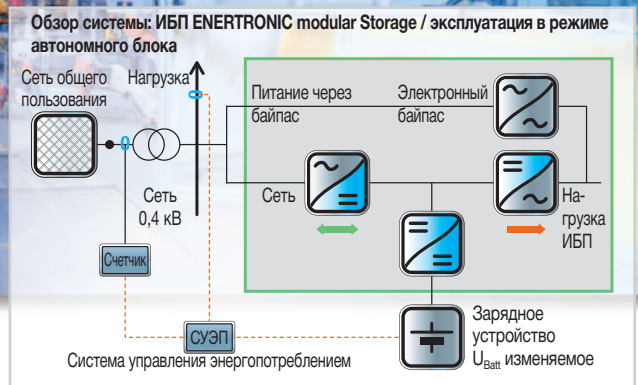 Обзор системы: ИБП ENERTRONIC modular Storage / эксплуатация в режиме
автономного блока
Сеть общего
пользования
Нагрузка
Питание через
байпас
Электронный
байпас
Сеть
0,4 кВ
Сеть
На-
грузка
ИБП
Счетчик
СУЭП
Система управления энергопотреблением
Зарядное
устройство
U_Batt изменяемое